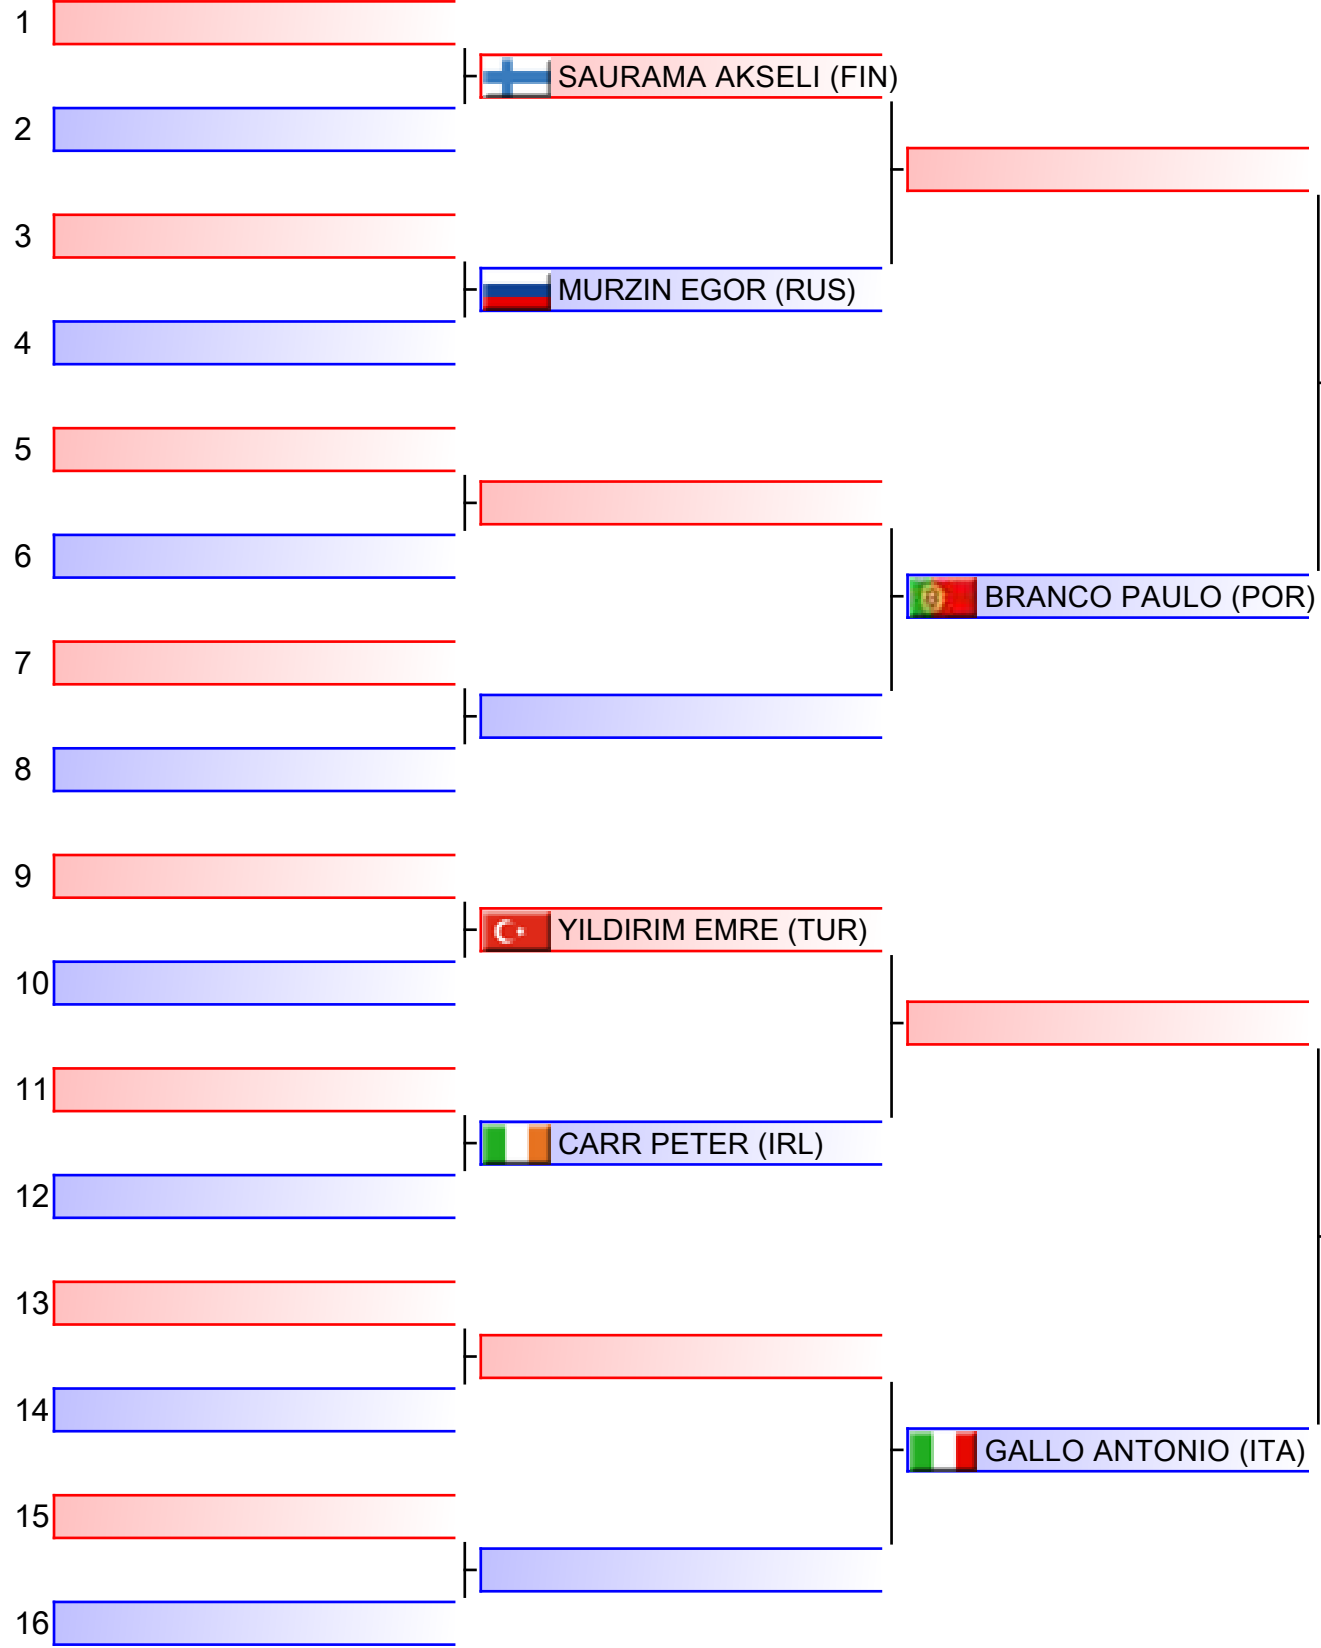 1
SAURAMA AKSELI (FIN)
2
3
MURZIN EGOR (RUS)
4
5
6
BRANCO PAULO (POR)
7
8
9
YILDIRIM EMRE (TUR)
10
11
CARR PETER (IRL)
12
13
14
GALLO ANTONIO (ITA)
15
16